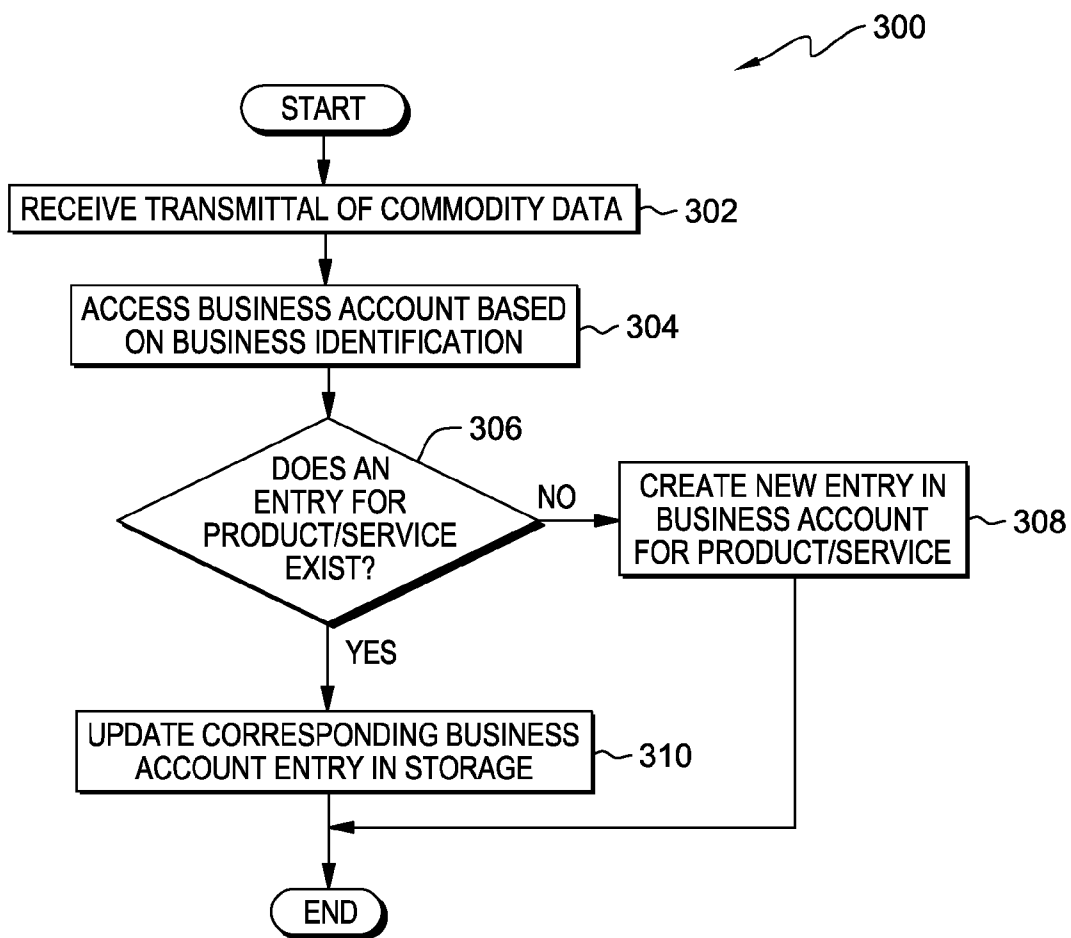 300
START
RECEIVE TRANSMITTAL OF COMMODITY DATA
302
ACCESS BUSINESS ACCOUNT BASED
ON BUSINESS IDENTIFICATION
304
306
DOES AN
ENTRY FOR
PRODUCT/SERVICE
EXIST?
NO
CREATE NEW ENTRY IN
BUSINESS ACCOUNT
FOR PRODUCT/SERVICE
308
YES
UPDATE CORRESPONDING BUSINESS
ACCOUNT ENTRY IN STORAGE
310
END